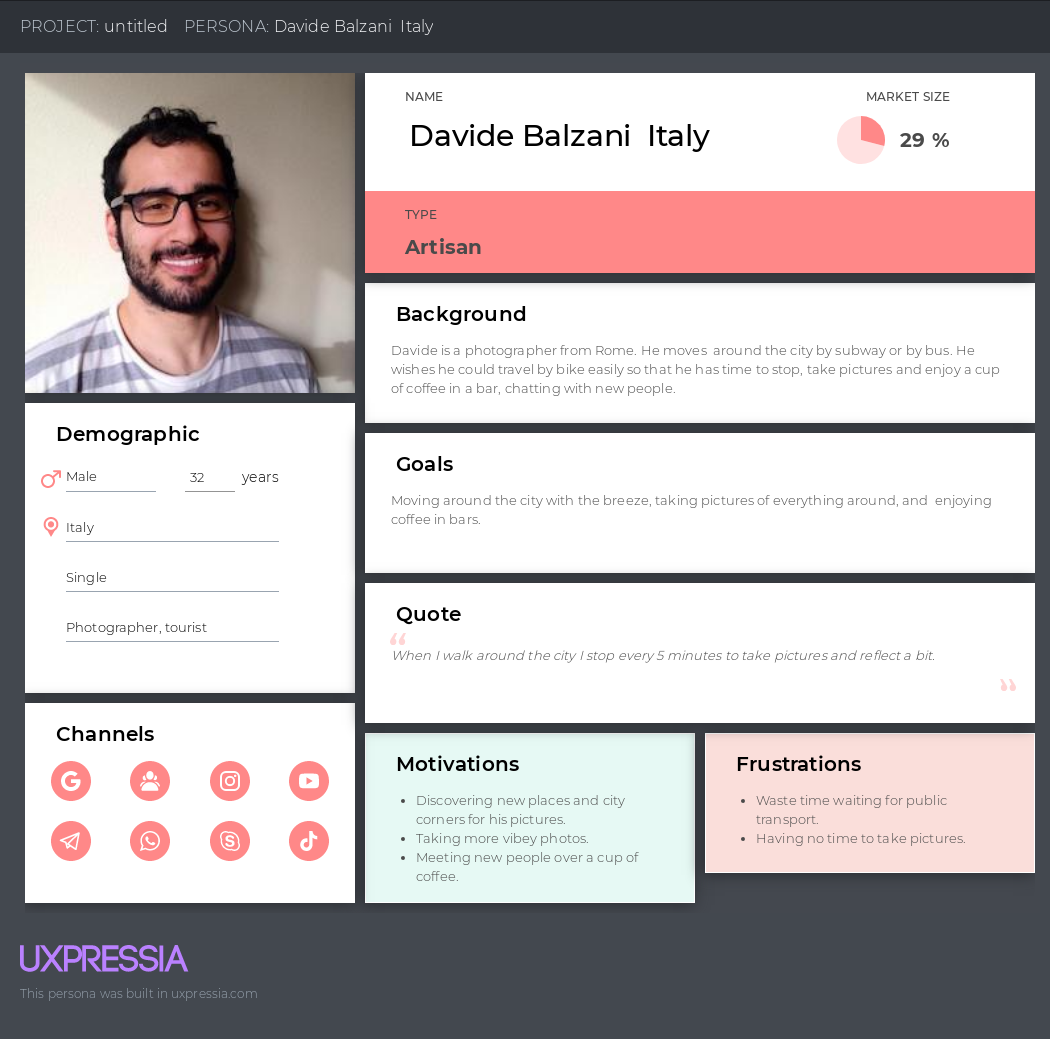 PROJECT: untitled PERSONA: Davide Balzani  Italy
NAME
MARKET SIZE
Davide Balzani  Italy
29 %
TYPE
Artisan
Background
Davide is a photographer from Rome. He moves  around the city by subway or by bus. He
wishes he could travel by bike easily so that he has time to stop, take pictures and enjoy a cup
of coffee in a bar, chatting with new people.
Demographic
Male
32 years
Italy
Single
Photographer, tourist
Goals
Moving around the city with the breeze, taking pictures of everything around, and  enjoying
coffee in bars.
Quote
“
When I walk around the city I stop every 5 minutes to take pictures and reflect a bit.
”
Channels
Motivations
• Discovering new places and city
corners for his pictures.
• Taking more vibey photos.
• Meeting new people over a cup of
coffee.
Frustrations
• Waste time waiting for public
transport.
• Having no time to take pictures.
UXPRESSIA
This persona was built in uxpressia.com